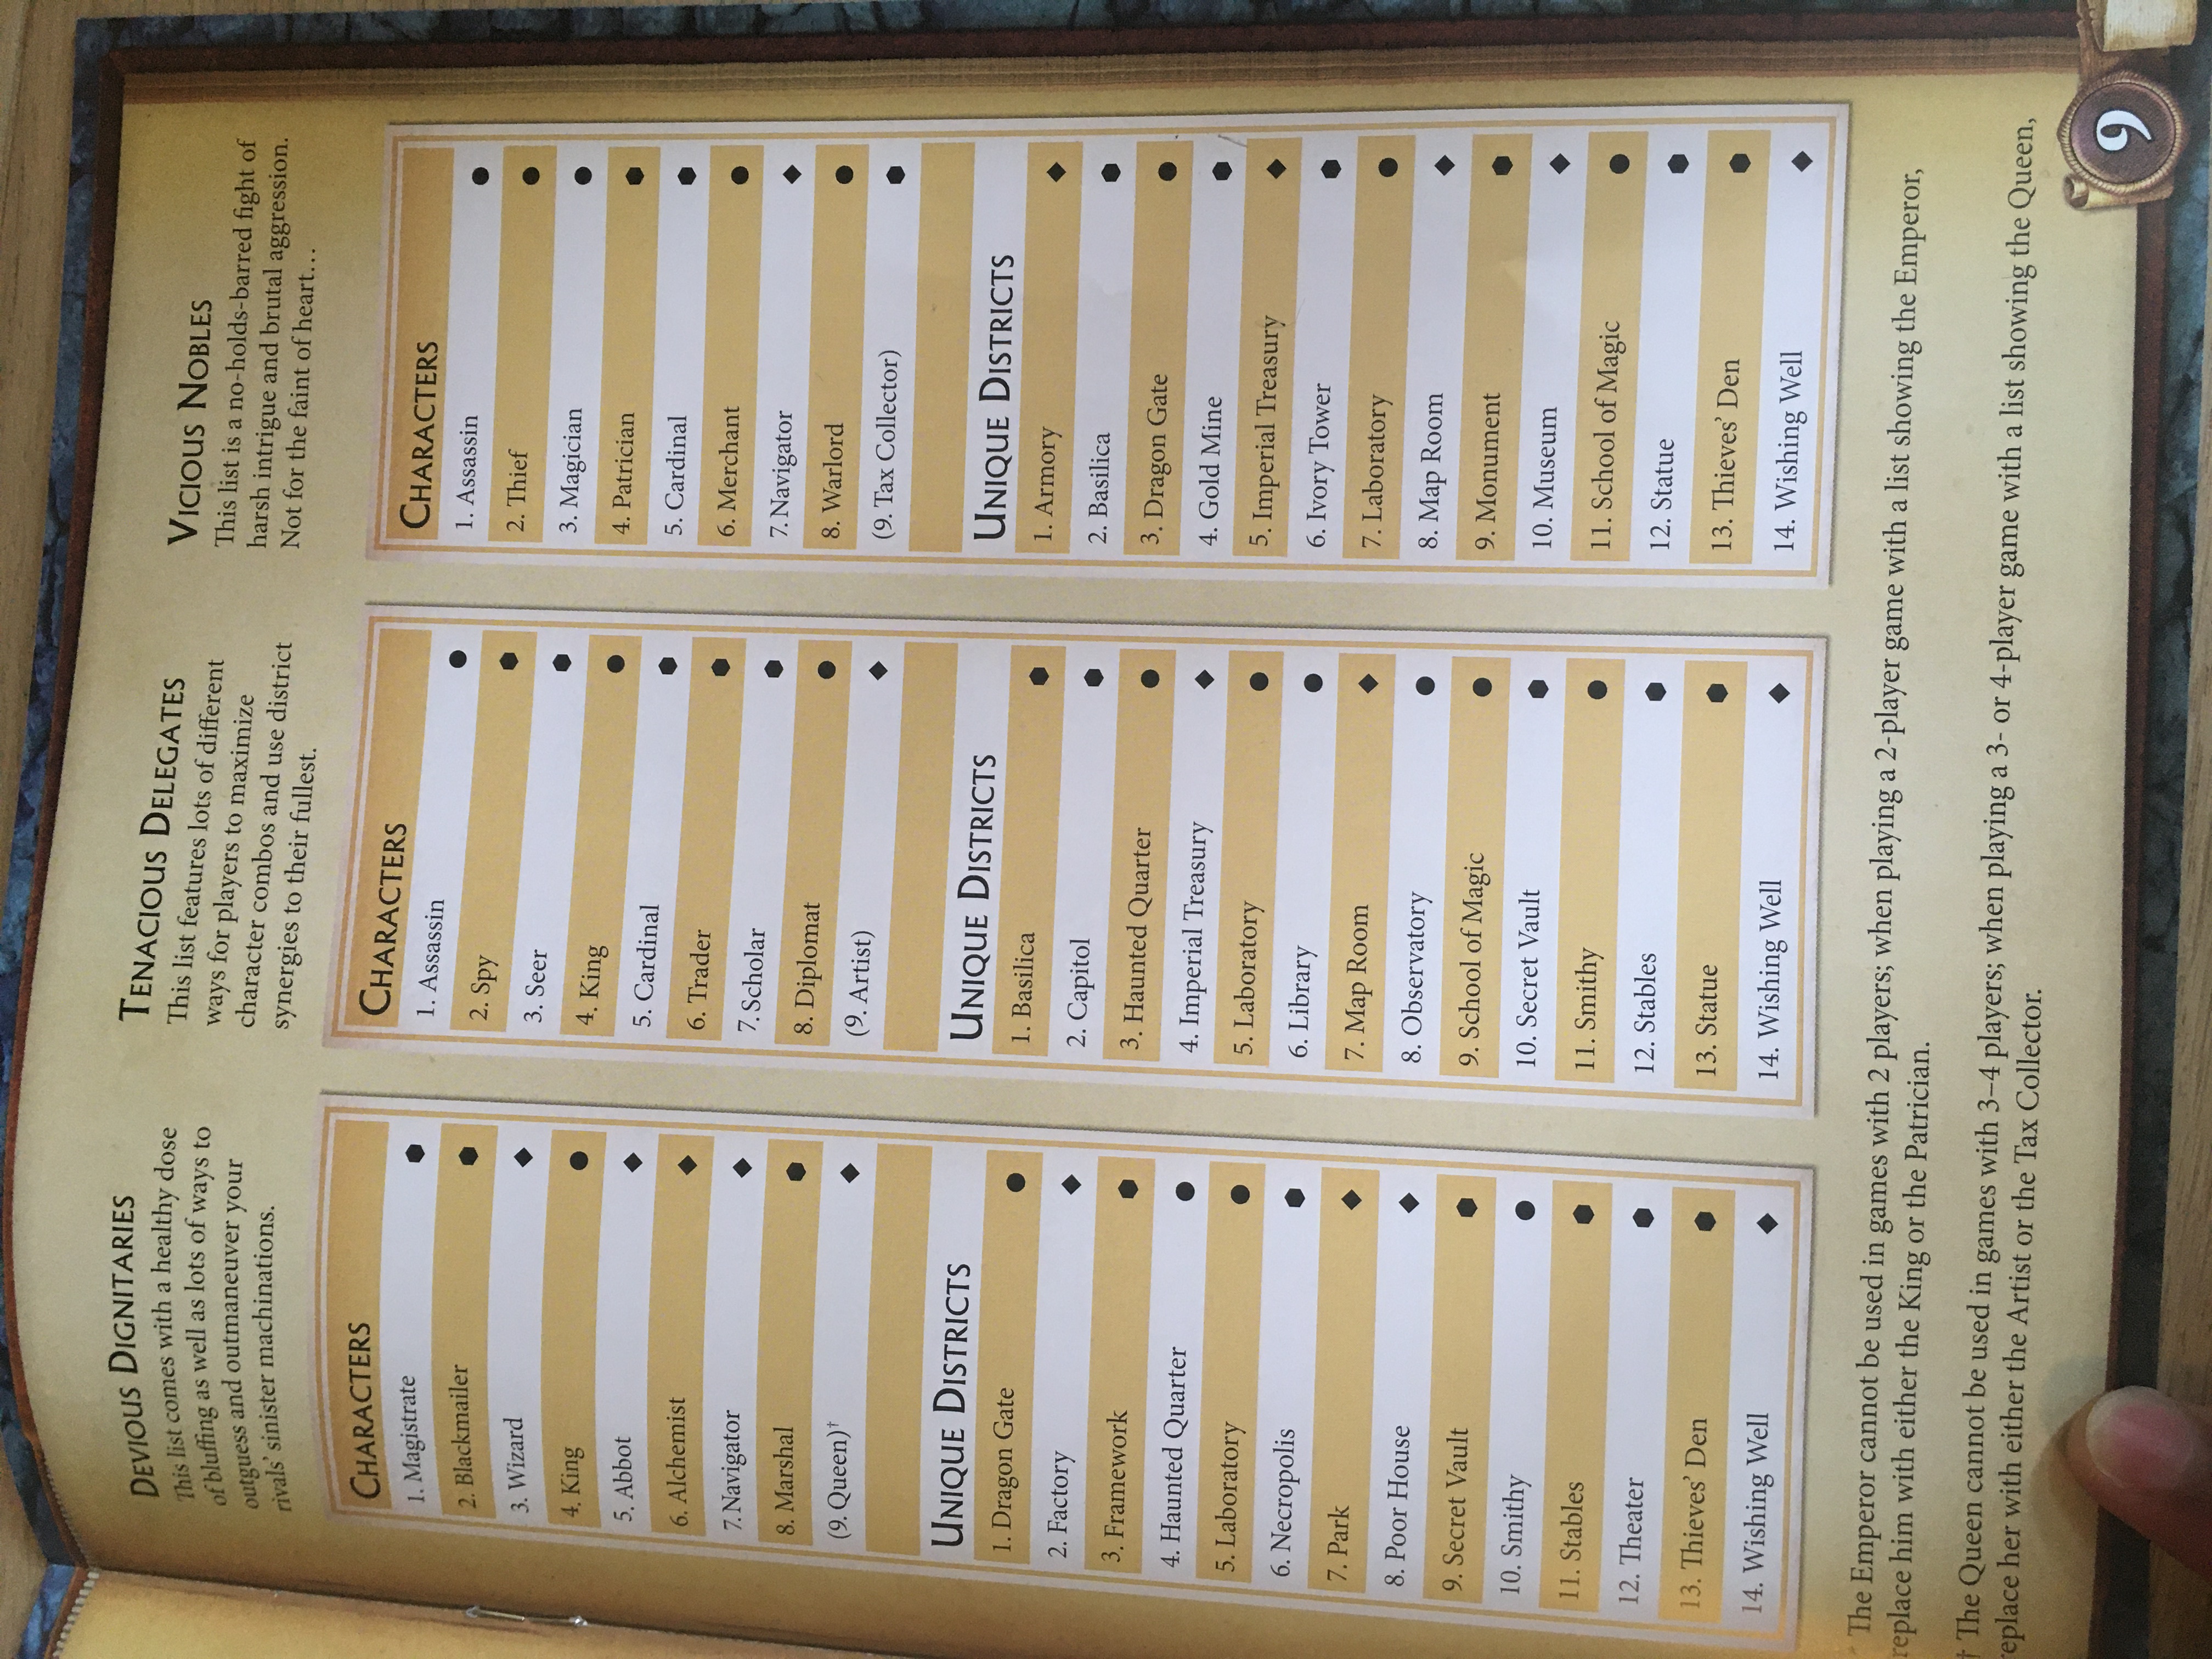 DEVIOUS DIGNITARIES
This list comes with a healthy dose
of bluffing as well as lots of ways to
outguess and outmaneuver your
rivals' sinister machinations.
CHARACTERS
1. Magistrate ⬢
2. Blackmailer ⬢
3. Wizard ◆
4. King ●
5. Abbot ◆
6. Alchemist ◆
7. Navigator ◆
8. Marshal ⬢
(9. Queen)† ◆
UNIQUE DISTRICTS
1. Dragon Gate ●
2. Factory ◆
3. Framework ⬢
4. Haunted Quarter ●
5. Laboratory ●
6. Necropolis ⬢
7. Park ◆
8. Poor House ◆
9. Secret Vault ⬢
10. Smithy ●
11. Stables ⬢
12. Theater ⬢
13. Thieves' Den ⬢
14. Wishing Well ◆
TENACIOUS DELEGATES
This list features lots of different
ways for players to maximize
character combos and use district
synergies to their fullest.
CHARACTERS
1. Assassin ●
2. Spy ⬢
3. Seer ⬢
4. King ●
5. Cardinal ⬢
6. Trader ⬢
7. Scholar ⬢
8. Diplomat ●
(9. Artist) ◆
UNIQUE DISTRICTS
1. Basilica ⬢
2. Capitol ⬢
3. Haunted Quarter ●
4. Imperial Treasury ◆
5. Laboratory ●
6. Library ●
7. Map Room ◆
8. Observatory ●
9. School of Magic ●
10. Secret Vault ⬢
11. Smithy ●
12. Stables ⬢
13. Statue ⬢
14. Wishing Well ◆
VICIOUS NOBLES
This list is a no-holds-barred fight of
harsh intrigue and brutal aggression.
Not for the faint of heart…
CHARACTERS
1. Assassin ●
2. Thief ●
3. Magician ●
4. Patrician ⬢
5. Cardinal ⬢
6. Merchant ●
7. Navigator ◆
8. Warlord ●
(9. Tax Collector) ⬢
UNIQUE DISTRICTS
1. Armory ◆
2. Basilica ⬢
3. Dragon Gate ●
4. Gold Mine ⬢
5. Imperial Treasury ◆
6. Ivory Tower ⬢
7. Laboratory ●
8. Map Room ◆
9. Monument ⬢
10. Museum ◆
11. School of Magic ●
12. Statue ⬢
13. Thieves' Den ⬢
14. Wishing Well ◆
The Emperor cannot be used in games with 2 players; when playing a 2-player game with a list showing the Emperor,
replace him with either the King or the Patrician.
† The Queen cannot be used in games with 3–4 players; when playing a 3- or 4-player game with a list showing the Queen,
replace her with either the Artist or the Tax Collector.
9